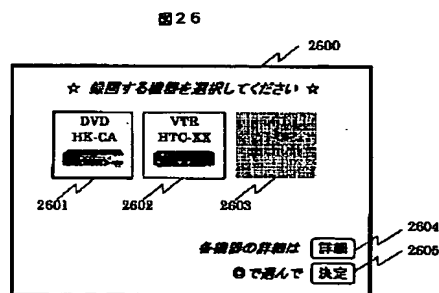 図26
2600
☆ 録画する機器を選択してください ☆
DVD
HK-CA
VTR
HTC-XX
2601
2602
2603
2604
各機器の詳細は 詳細
2605
◎で選んで 決定